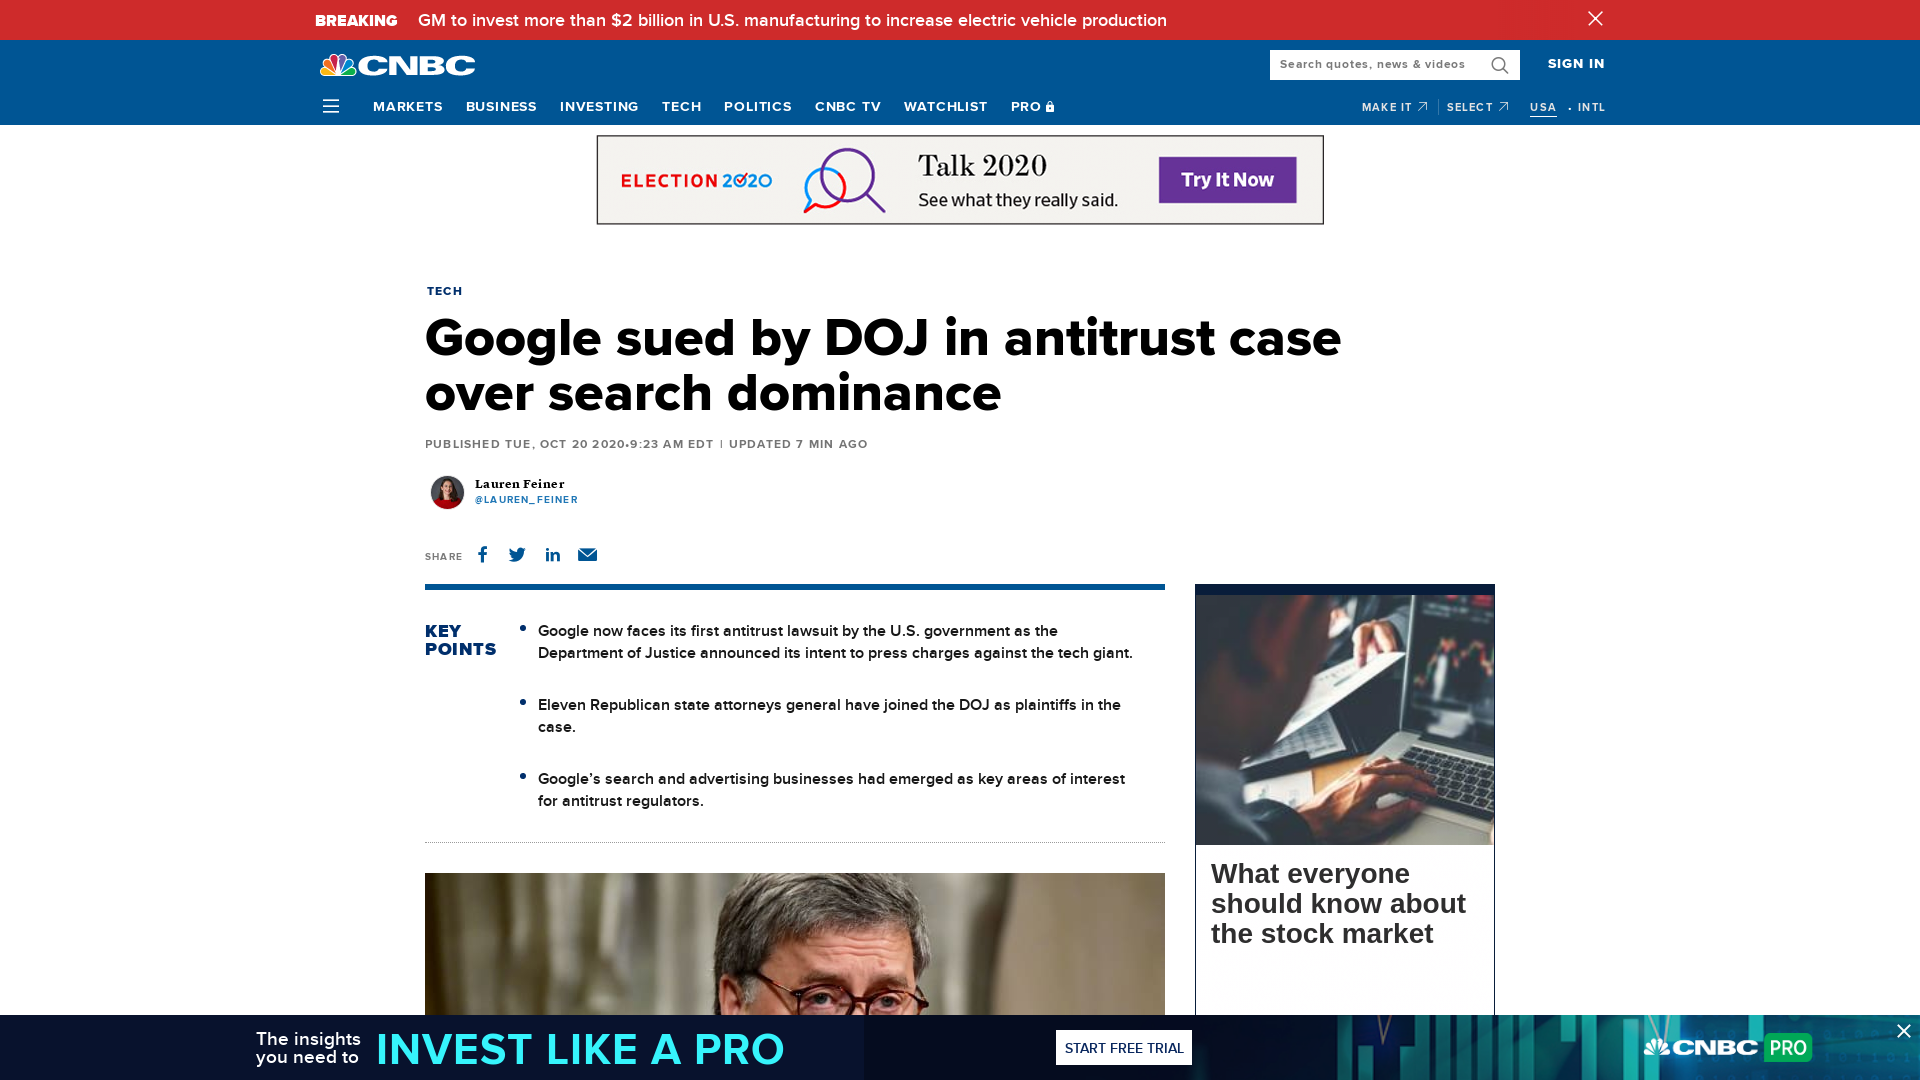 BREAKING GM to invest more than $2 billion in U.S. manufacturing to increase electric vehicle production
CNBC
Search quotes, news & videos
SIGN IN
MARKETS BUSINESS INVESTING TECH POLITICS CNBC TV WATCHLIST PRO
MAKE IT SELECT USA • INTL
ELECTION 2020
Talk 2020
See what they really said.
Try It Now
TECH
Google sued by DOJ in antitrust case
over search dominance
PUBLISHED TUE, OCT 20 2020•9:23 AM EDT | UPDATED 7 MIN AGO
Lauren Feiner
@LAUREN_FEINER
SHARE
KEY
POINTS
Google now faces its first antitrust lawsuit by the U.S. government as the
Department of Justice announced its intent to press charges against the tech giant.
Eleven Republican state attorneys general have joined the DOJ as plaintiffs in the
case.
Google’s search and advertising businesses had emerged as key areas of interest
for antitrust regulators.
What everyone
should know about
the stock market
The insights
you need to
INVEST LIKE A PRO
START FREE TRIAL
CNBC PRO